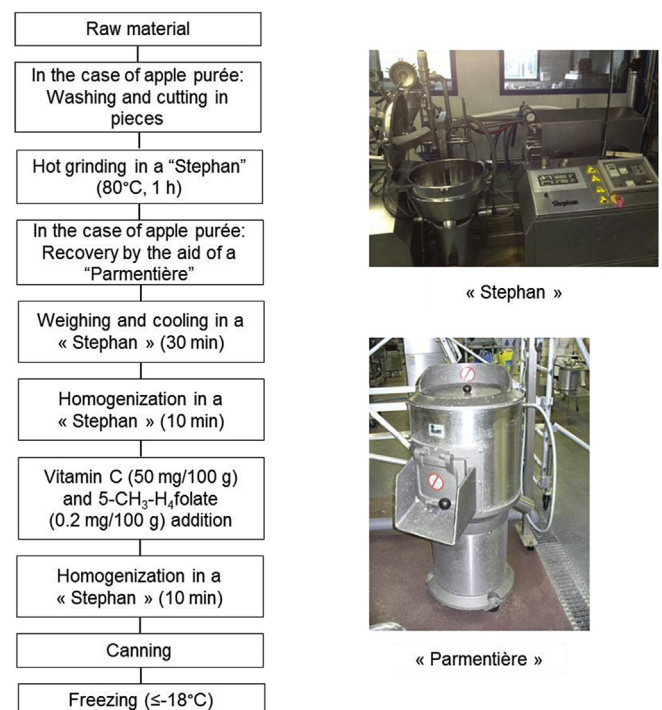 Raw material
In the case of apple purée:
Washing and cutting in
pieces
Hot grinding in a “Stephan”
(80°C, 1 h)
In the case of apple purée:
Recovery by the aid of a
“Parmentière”
Weighing and cooling in a
« Stephan » (30 min)
Homogenization in a
« Stephan » (10 min)
Vitamin C (50 mg/100 g)
and 5-CH₃-H₄folate
(0.2 mg/100 g) addition
Homogenization in a
« Stephan » (10 min)
Canning
Freezing (≤-18°C)
Stephan
« Stephan »
« Parmentière »